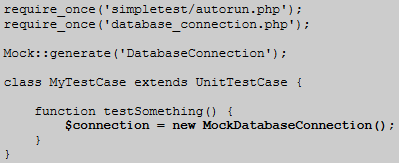 require_once('simpletest/autorun.php');
require_once('database_connection.php');
Mock::generate('DatabaseConnection');
class MyTestCase extends UnitTestCase {
function testSomething() {
$connection = new MockDatabaseConnection();
}
}